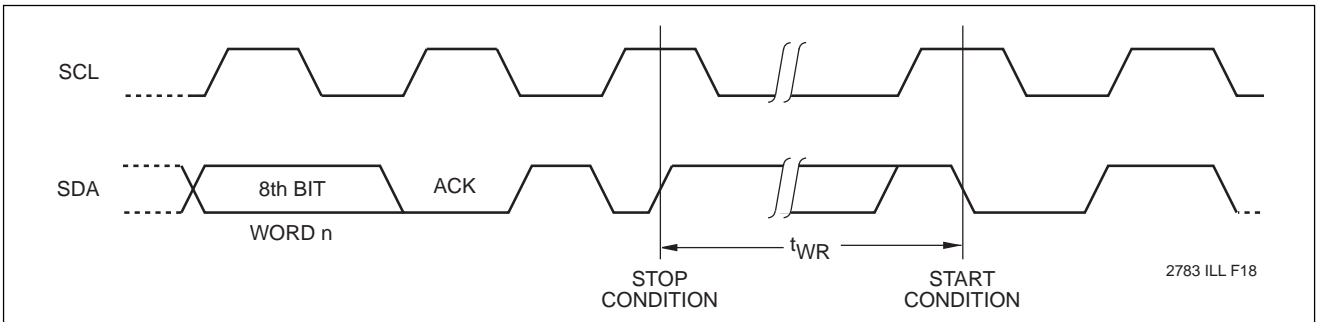 SCL
SDA
8th BIT
ACK
WORD n
tWR
STOP
CONDITION
START
CONDITION
2783 ILL F18